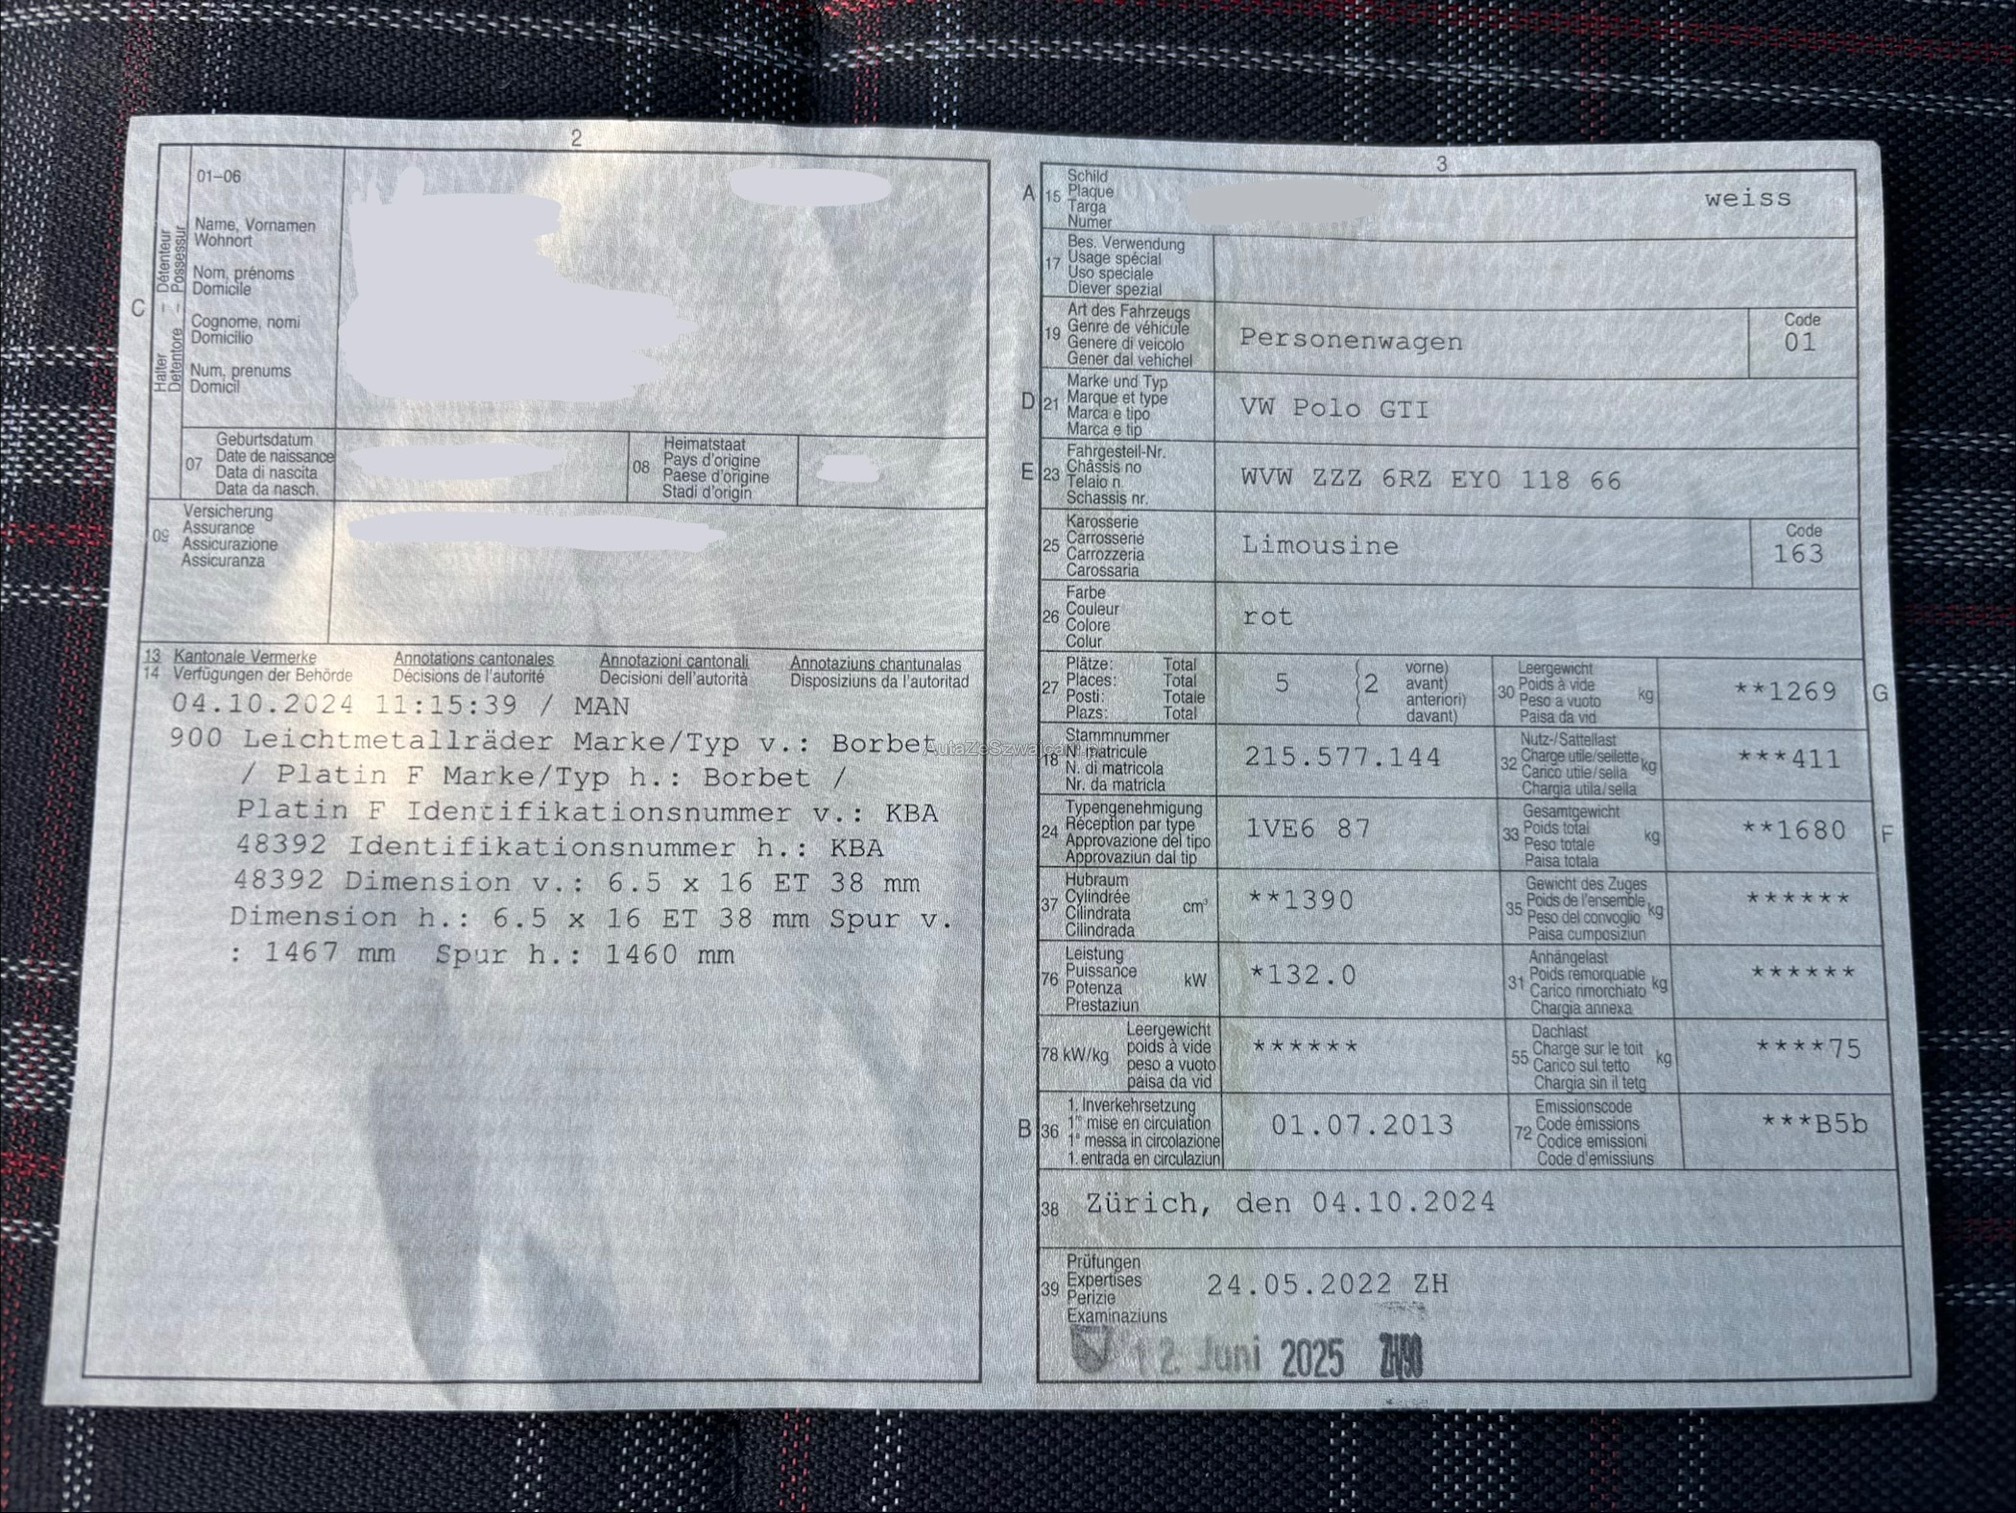 2
01-06
Name, Vornamen
Wohnort
Nom, prénoms
Domicile
Cognome, nomi
Domicilio
Num, prenums
Domicil
C
Halter – Détenteur
Detentore – Possessur
07
Geburtsdatum
Date de naissance
Data di nascita
Data da nasch.
08
Heimatstaat
Pays d'origine
Paese d'origine
Stadi d'origin
09
Versicherung
Assurance
Assicurazione
Assicuranza
13 Kantonale Vermerke Annotations cantonales Annotazioni cantonali Annotaziuns chantunalas
14 Verfügungen der Behörde Décisions de l'autorité Decisioni dell'autorità Disposiziuns da l'autoritad
04.10.2024 11:15:39 / MAN
900 Leichtmetallräder Marke/Typ v.: Borbet
/ Platin F Marke/Typ h.: Borbet /
Platin F Identifikationsnummer v.: KBA
48392 Identifikationsnummer h.: KBA
48392 Dimension v.: 6.5 x 16 ET 38 mm
Dimension h.: 6.5 x 16 ET 38 mm Spur v.
: 1467 mm Spur h.: 1460 mm
3
A 15
Schild
Plaque
Targa
Numer
weiss
17
Bes. Verwendung
Usage spécial
Uso speciale
Diever spezial
19
Art des Fahrzeugs
Genre de véhicule
Genere di veicolo
Gener dal vehichel
Personenwagen
Code
01
D 21
Marke und Typ
Marque et type
Marca e tipo
Marca e tip
VW Polo GTI
E 23
Fahrgestell-Nr.
Châssis no
Telaio n.
Schassis nr.
WVW ZZZ 6RZ EY0 118 66
25
Karosserie
Carrosserie
Carrozzeria
Carossaria
Limousine
Code
163
26
Farbe
Couleur
Colore
Colur
rot
27
Plätze: Total
Places: Total
Posti: Totale
Plazs: Total
5
( 2
vorne)
avant)
anteriori)
davant)
30
Leergewicht
Poids à vide
Peso a vuoto
Paisa da vid
kg
**1269
G
18
Stammnummer
N° matricule
N. di matricola
Nr. da matricla
215.577.144
32
Nutz-/Sattellast
Charge utile/sellette
Carico utile/sella
Chargia utila/sella
kg
***411
24
Typengenehmigung
Réception par type
Approvazione del tipo
Approvaziun dal tip
1VE6 87
33
Gesamtgewicht
Poids total
Peso totale
Paisa totala
kg
**1680
F
37
Hubraum
Cylindrée
Cilindrata
Cilindrada
cm³
**1390
35
Gewicht des Zuges
Poids de l'ensemble
Peso del convoglio
Paisa cumposiziun
kg
******
76
Leistung
Puissance
Potenza
Prestaziun
kW
*132.0
31
Anhängelast
Poids remorquable
Carico rimorchiato
Chargia annexa
kg
******
78 kW/kg
Leergewicht
poids à vide
peso a vuoto
paisa da vid
******
55
Dachlast
Charge sur le toit
Carico sul tetto
Chargia sin il tetg
kg
****75
B 36
1. Inverkehrsetzung
1re mise en circulation
1a messa in circolazione
1. entrada en circulaziun
01.07.2013
72
Emissionscode
Code émissions
Codice emissioni
Code d'emissiuns
***B5b
38 Zürich, den 04.10.2024
39
Prüfungen
Expertises
Perizie
Examinaziuns
24.05.2022 ZH
12. Juni 2025 ZH90